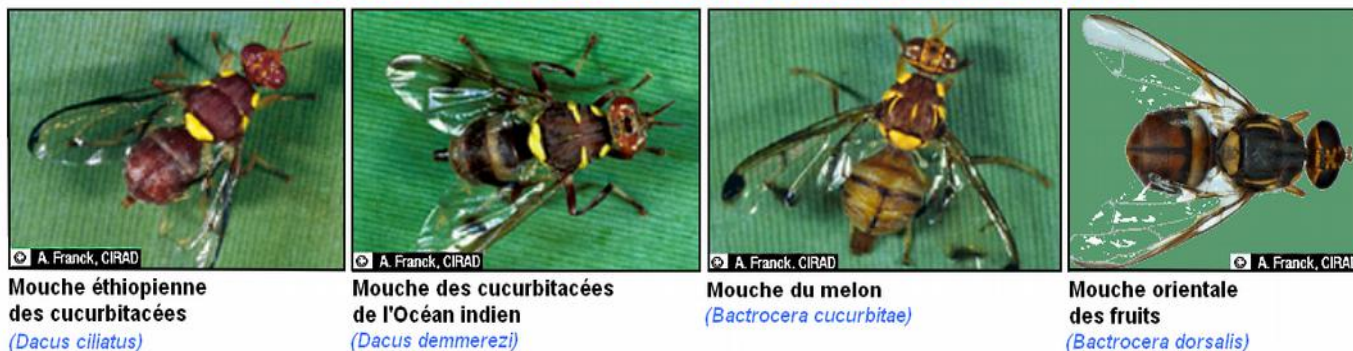 A. Franck, CIRAD
A. Franck, CIRAD
A. Franck, CIRAD
A. Franck, CIRAD
Mouche éthiopienne
des cucurbitacées
(Dacus ciliatus)
Mouche des cucurbitacées
de l'Océan indien
(Dacus demmerezi)
Mouche du melon
(Bactrocera cucurbitae)
Mouche orientale
des fruits
(Bactrocera dorsalis)